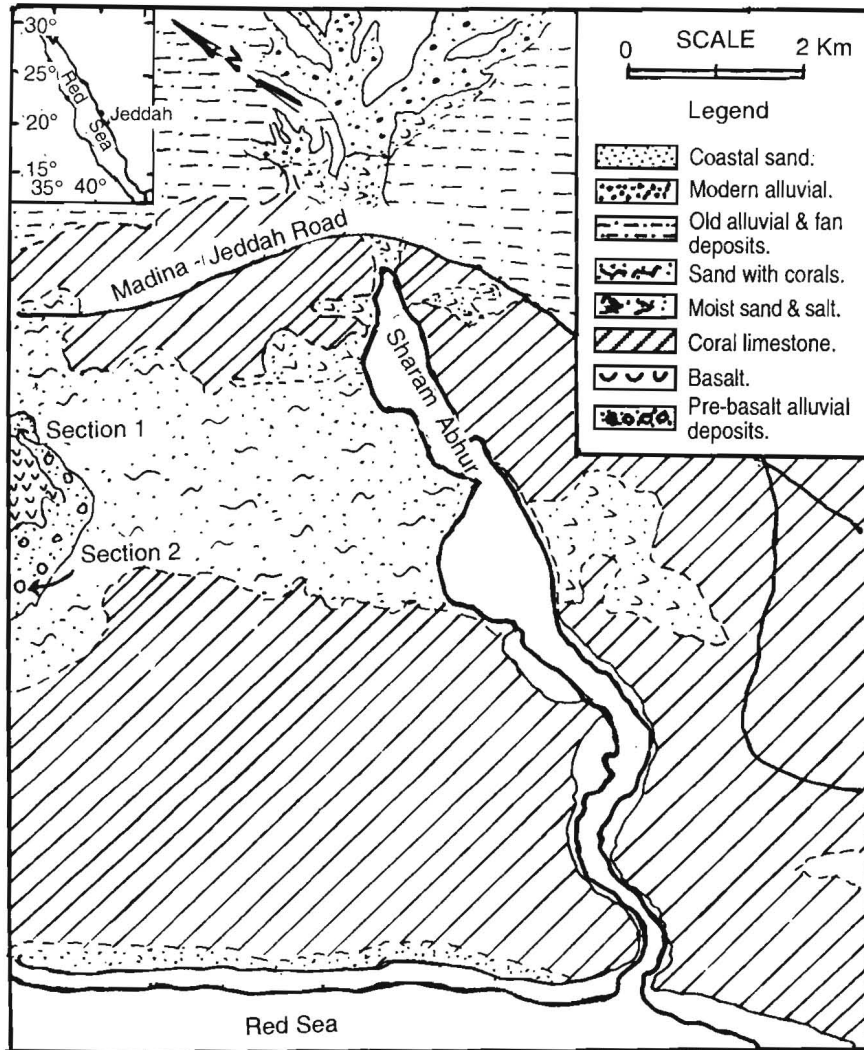 30°
25°
20°
15°
35° 40°
Red Sea
Jeddah
N
SCALE
0 2 Km
Legend
Coastal sand.
Modern alluvial.
Old alluvial & fan
deposits.
Sand with corals.
Moist sand & salt.
Coral limestone.
Basalt.
Pre-basalt alluvial
deposits.
Madina - Jeddah Road
Sharam Abhur
Section 1
Section 2
Red Sea